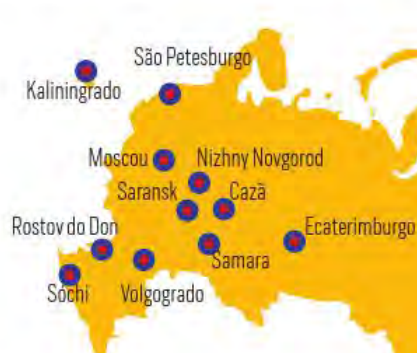 São Petesburgo
Kaliningrado
Moscou
Nizhny Novgorod
Saransk
Cazã
Rostov do Don
Ecaterimburgo
Samara
Sóchi
Volgogrado